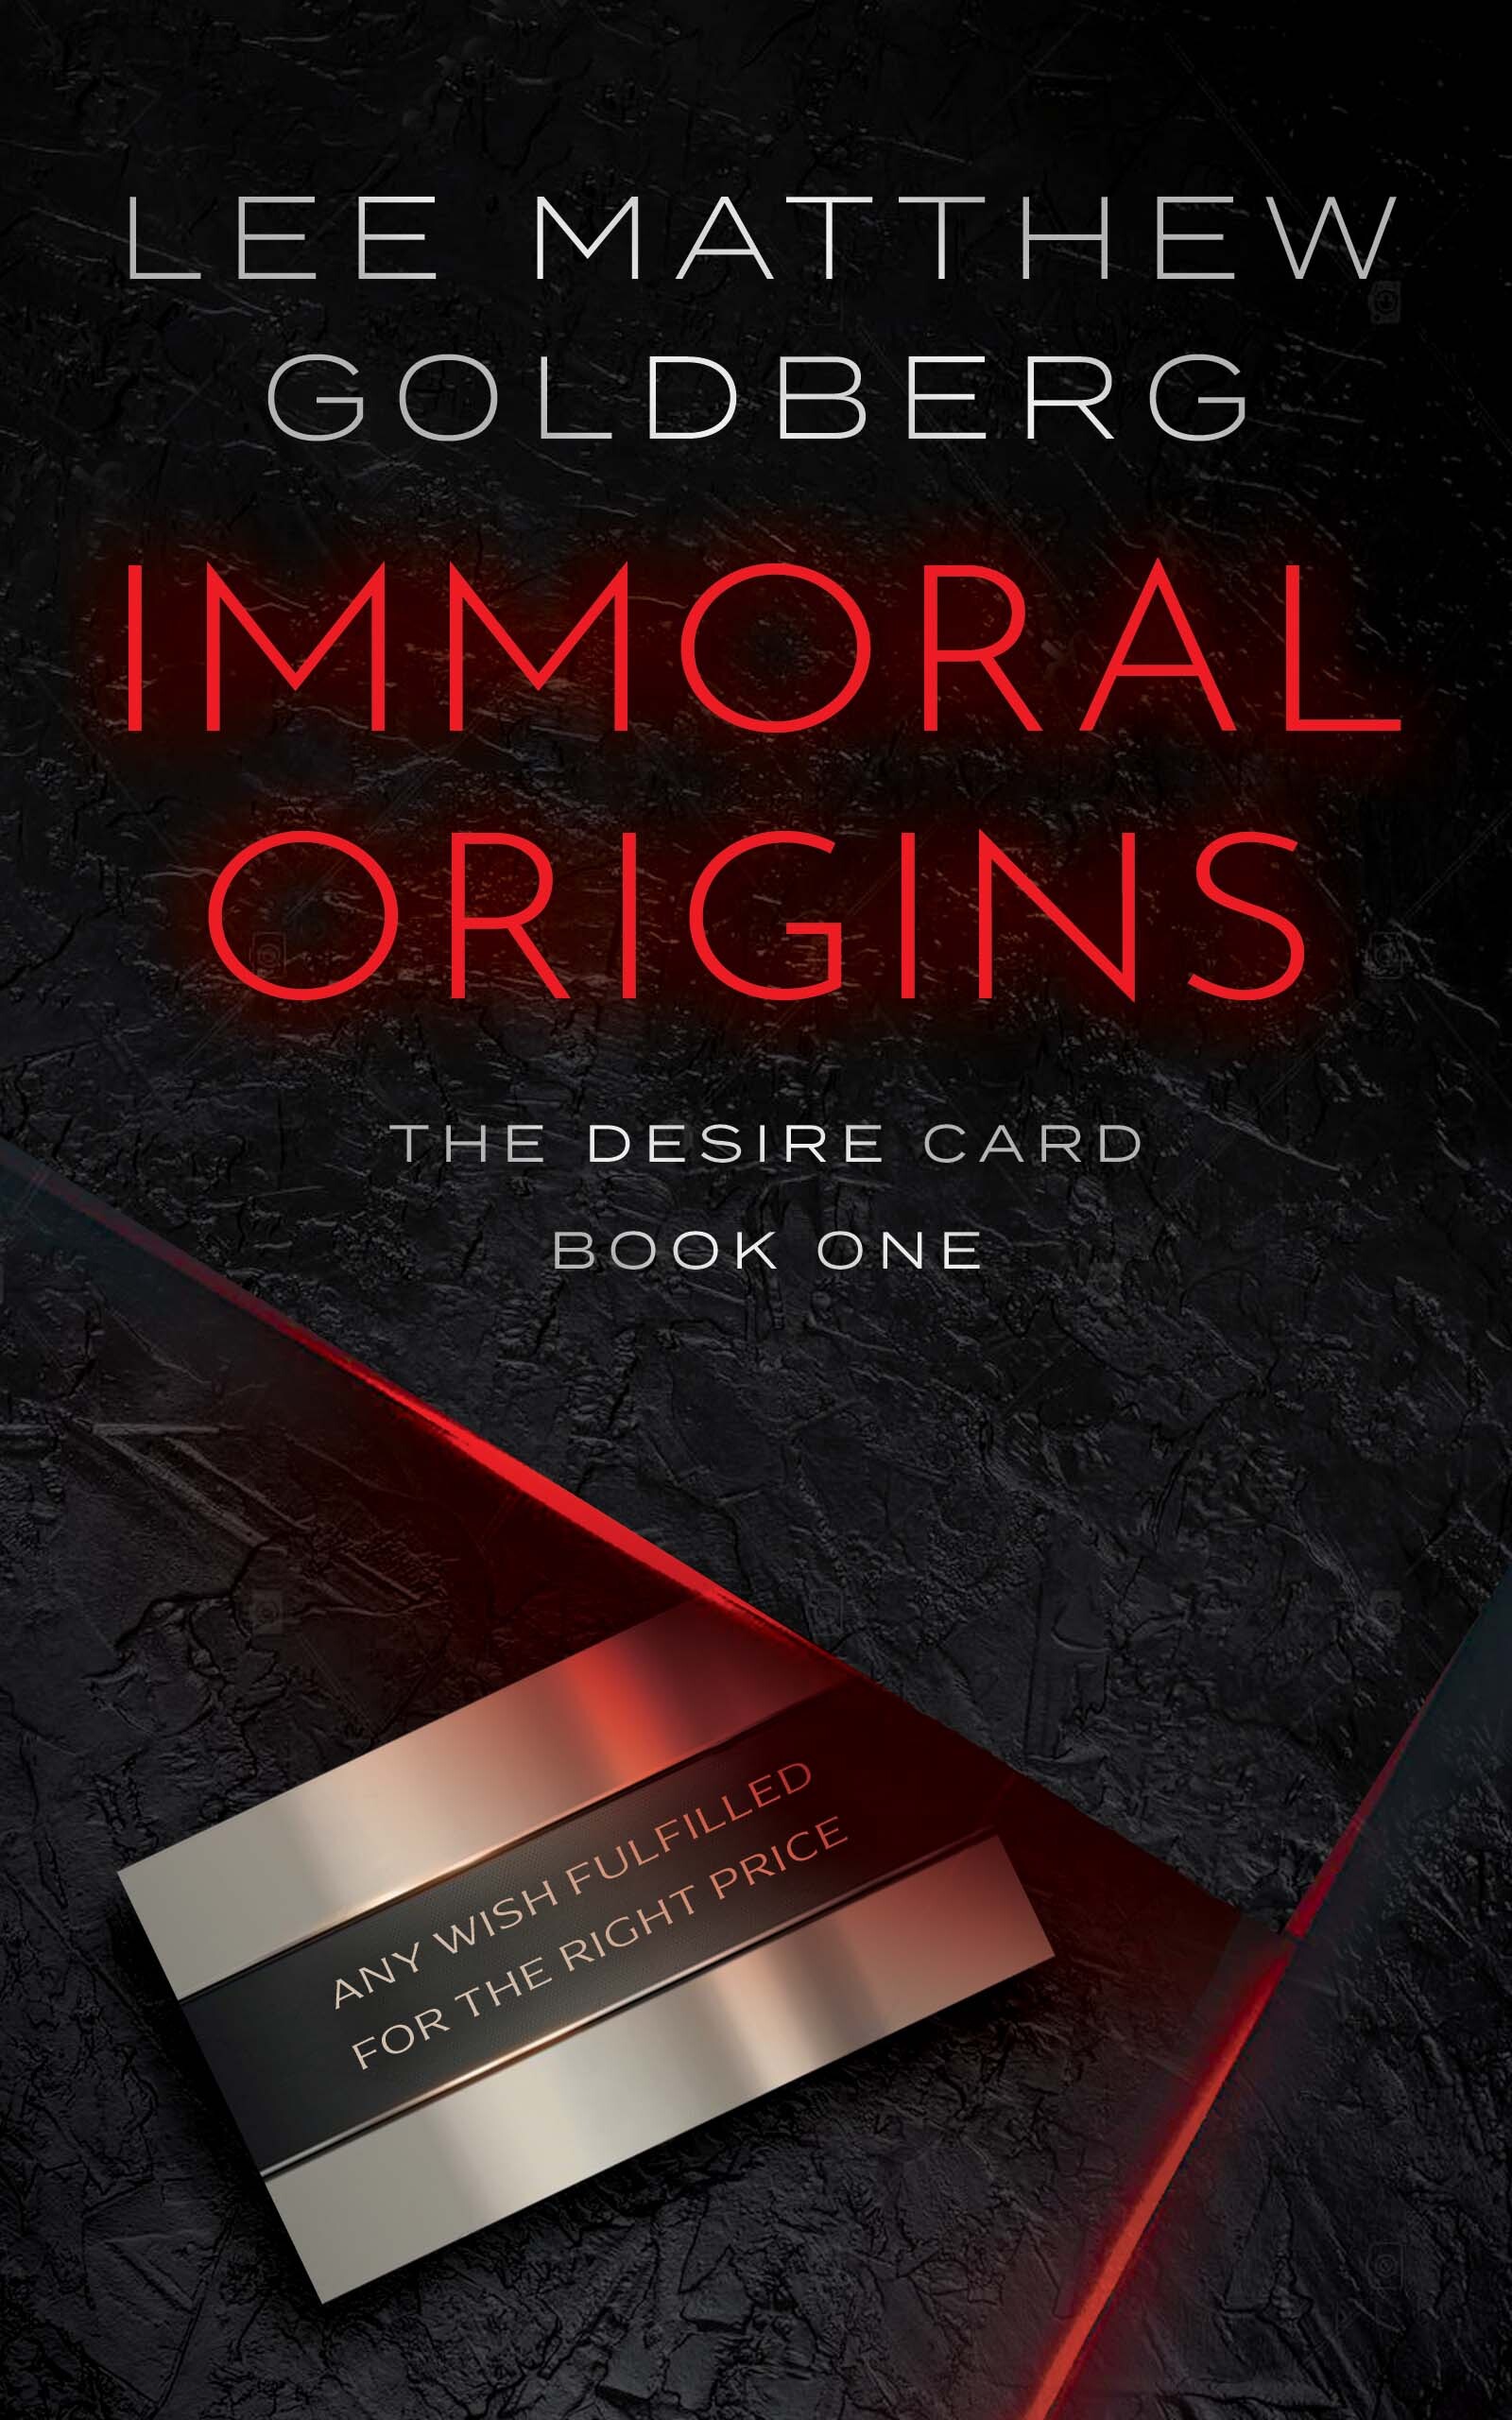 LEE MATTHEW
GOLDBERG
IMMORAL
ORIGINS
THE DESIRE CARD
BOOK ONE
ANY WISH FULFILLED
FOR THE RIGHT PRICE